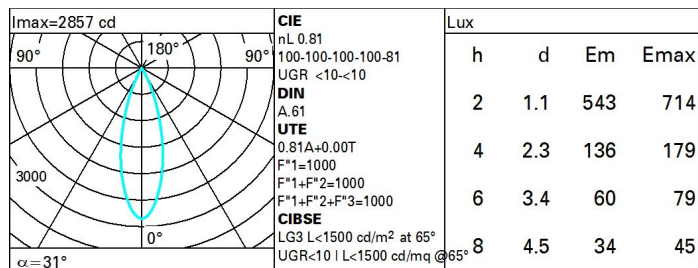 Imax=2857 cd
90°
180°
90°
3000
0°
α=31°
CIE
nL 0.81
100-100-100-100-81
UGR <10-<10
DIN
A.61
UTE
0.81A+0.00T
F"1=1000
F"1+F"2=1000
F"1+F"2+F"3=1000
CIBSE
LG3 L<1500 cd/m² at 65°
UGR<10 | L<1500 cd/mq @65°
Lux
h d Em Emax
2 1.1 543 714
4 2.3 136 179
6 3.4 60 79
8 4.5 34 45